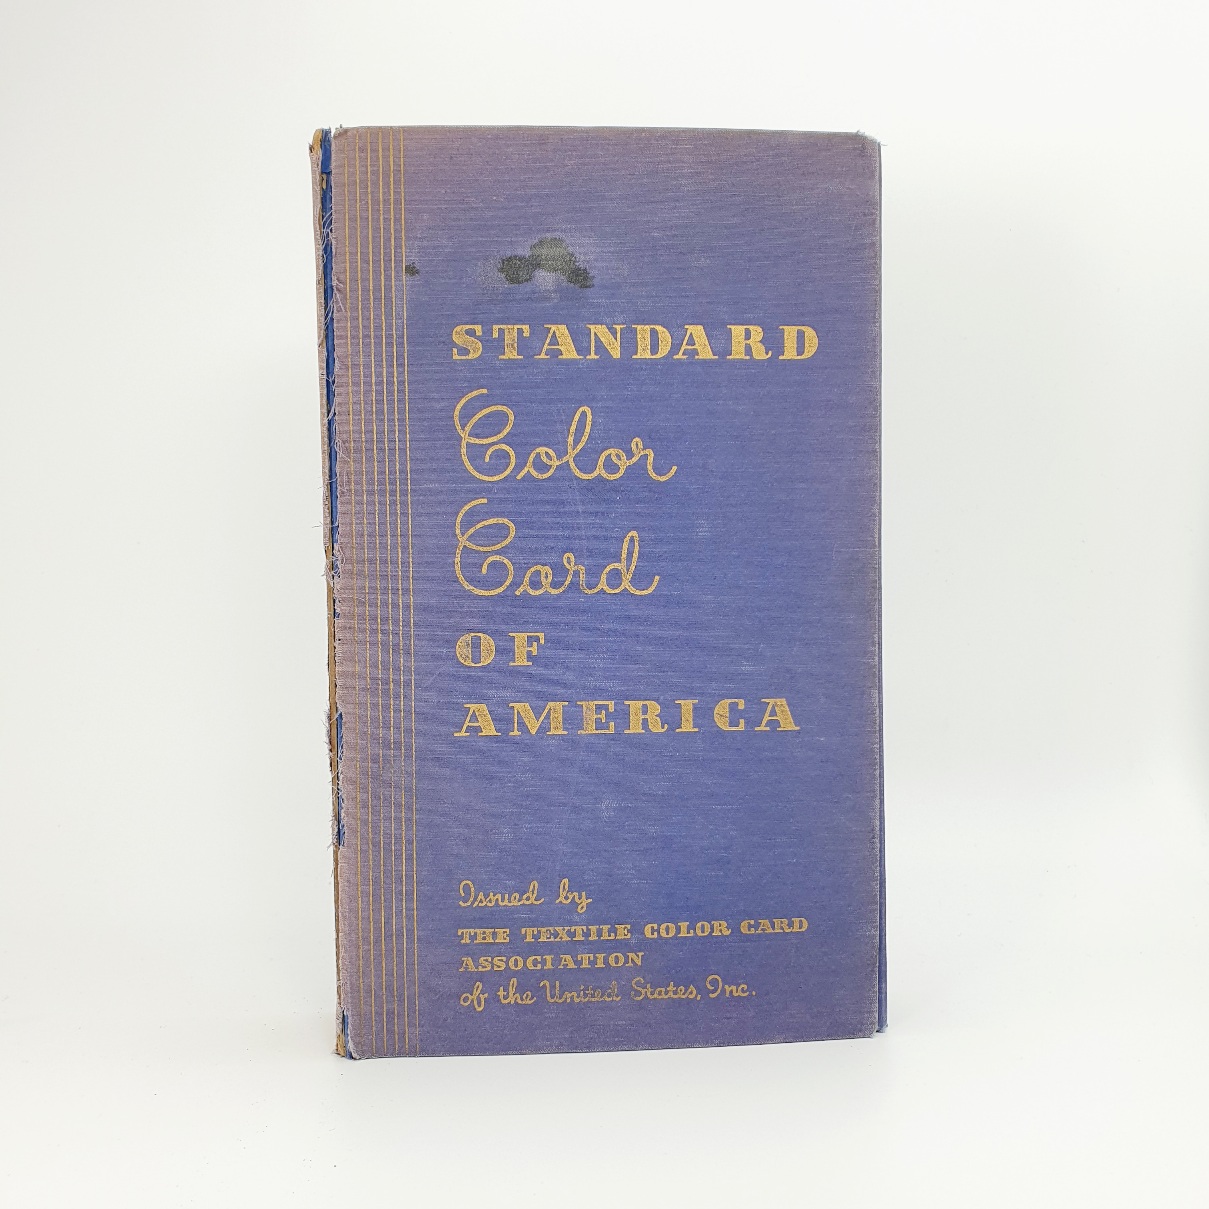 STANDARD
Color
Card
OF
AMERICA
Issued by
THE TEXTILE COLOR CARD
ASSOCIATION
of the United States, Inc.